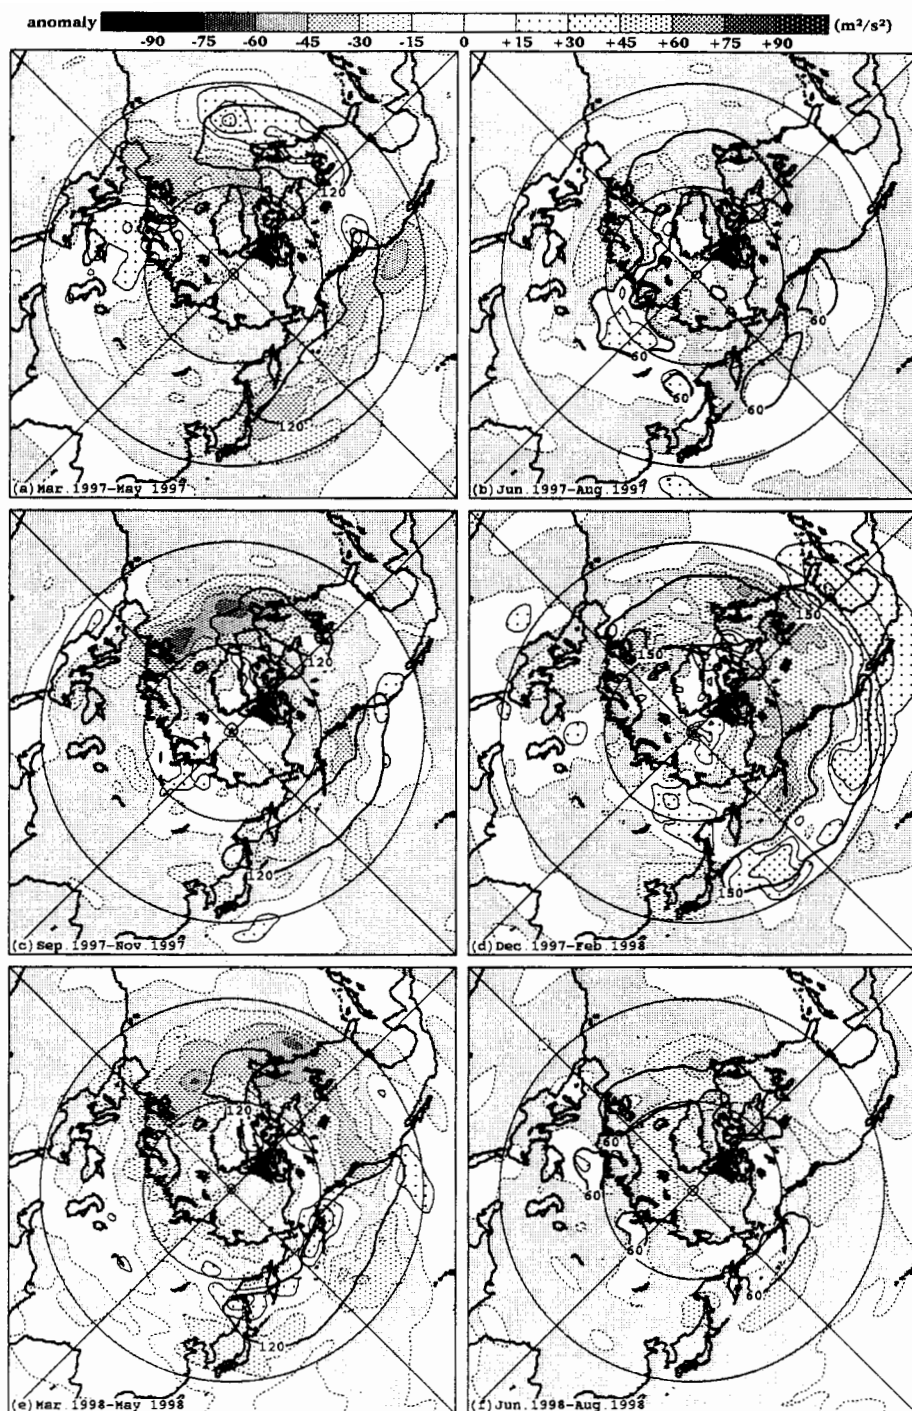 anomaly (m²/s²)
-90 -75 -60 -45 -30 -15 0 +15 +30 +45 +60 +75 +90
120
120
(a) Mar.1997-May 1997
60
60
60
60
(b) Jun.1997-Aug.1997
120
120
(c) Sep.1997-Nov.1997
150
150
150
(d) Dec.1997-Feb.1998
120
120
(e) Mar.1998-May 1998
60
60
60
60
(f) Jun.1998-Aug.1998